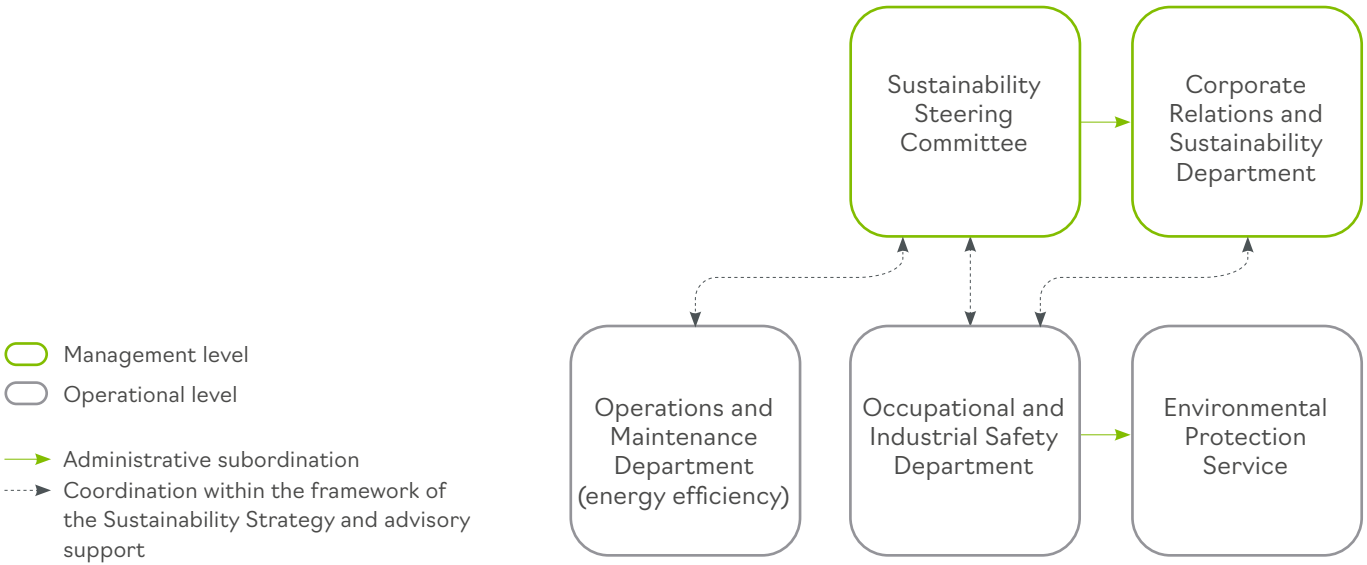 Sustainability
Steering
Committee
Corporate
Relations and
Sustainability
Department
Management level
Operational level
Administrative subordination
Coordination within the framework of
the Sustainability Strategy and advisory
support
Operations and
Maintenance
Department
(energy efficiency)
Occupational and
Industrial Safety
Department
Environmental
Protection
Service